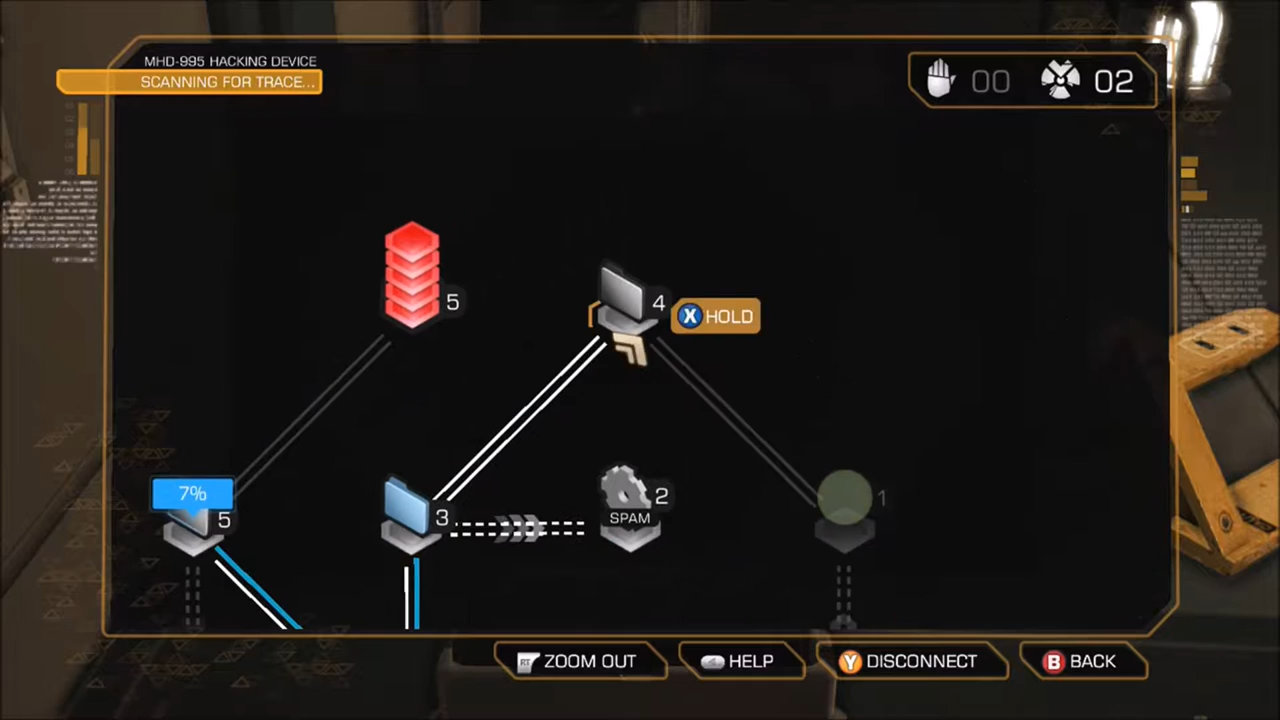 MHD-995 HACKING DEVICE
SCANNING FOR TRACE...
00 02
5
4
X HOLD
7%
5
3
2
SPAM
1
RT ZOOM OUT
HELP
Y DISCONNECT
B BACK